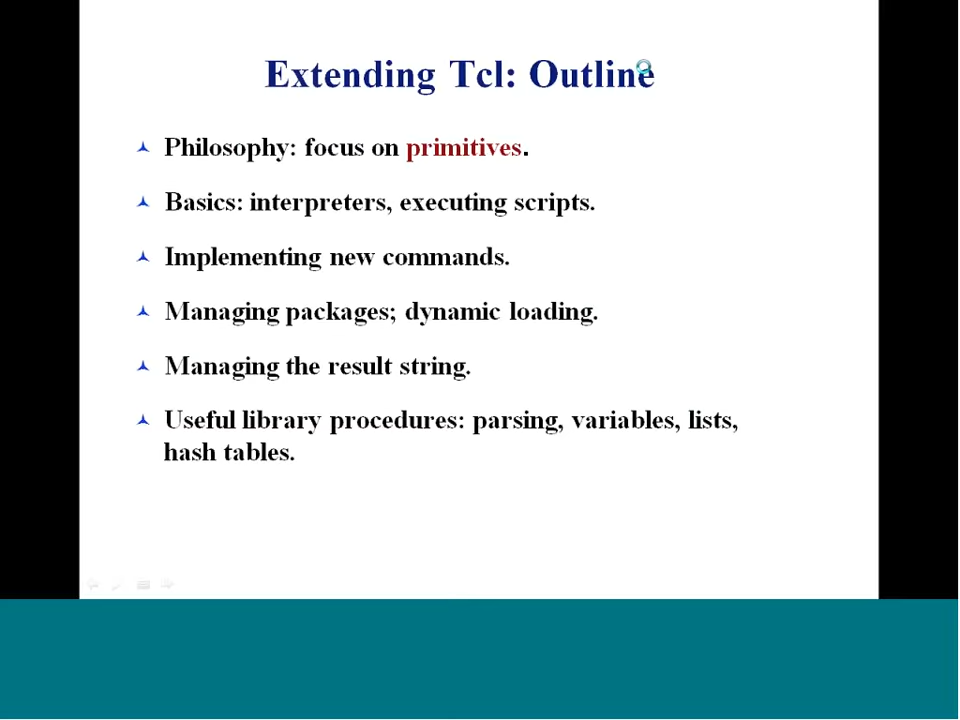 Extending Tcl: Outline
Philosophy: focus on primitives.
Basics: interpreters, executing scripts.
Implementing new commands.
Managing packages; dynamic loading.
Managing the result string.
Useful library procedures: parsing, variables, lists,
hash tables.